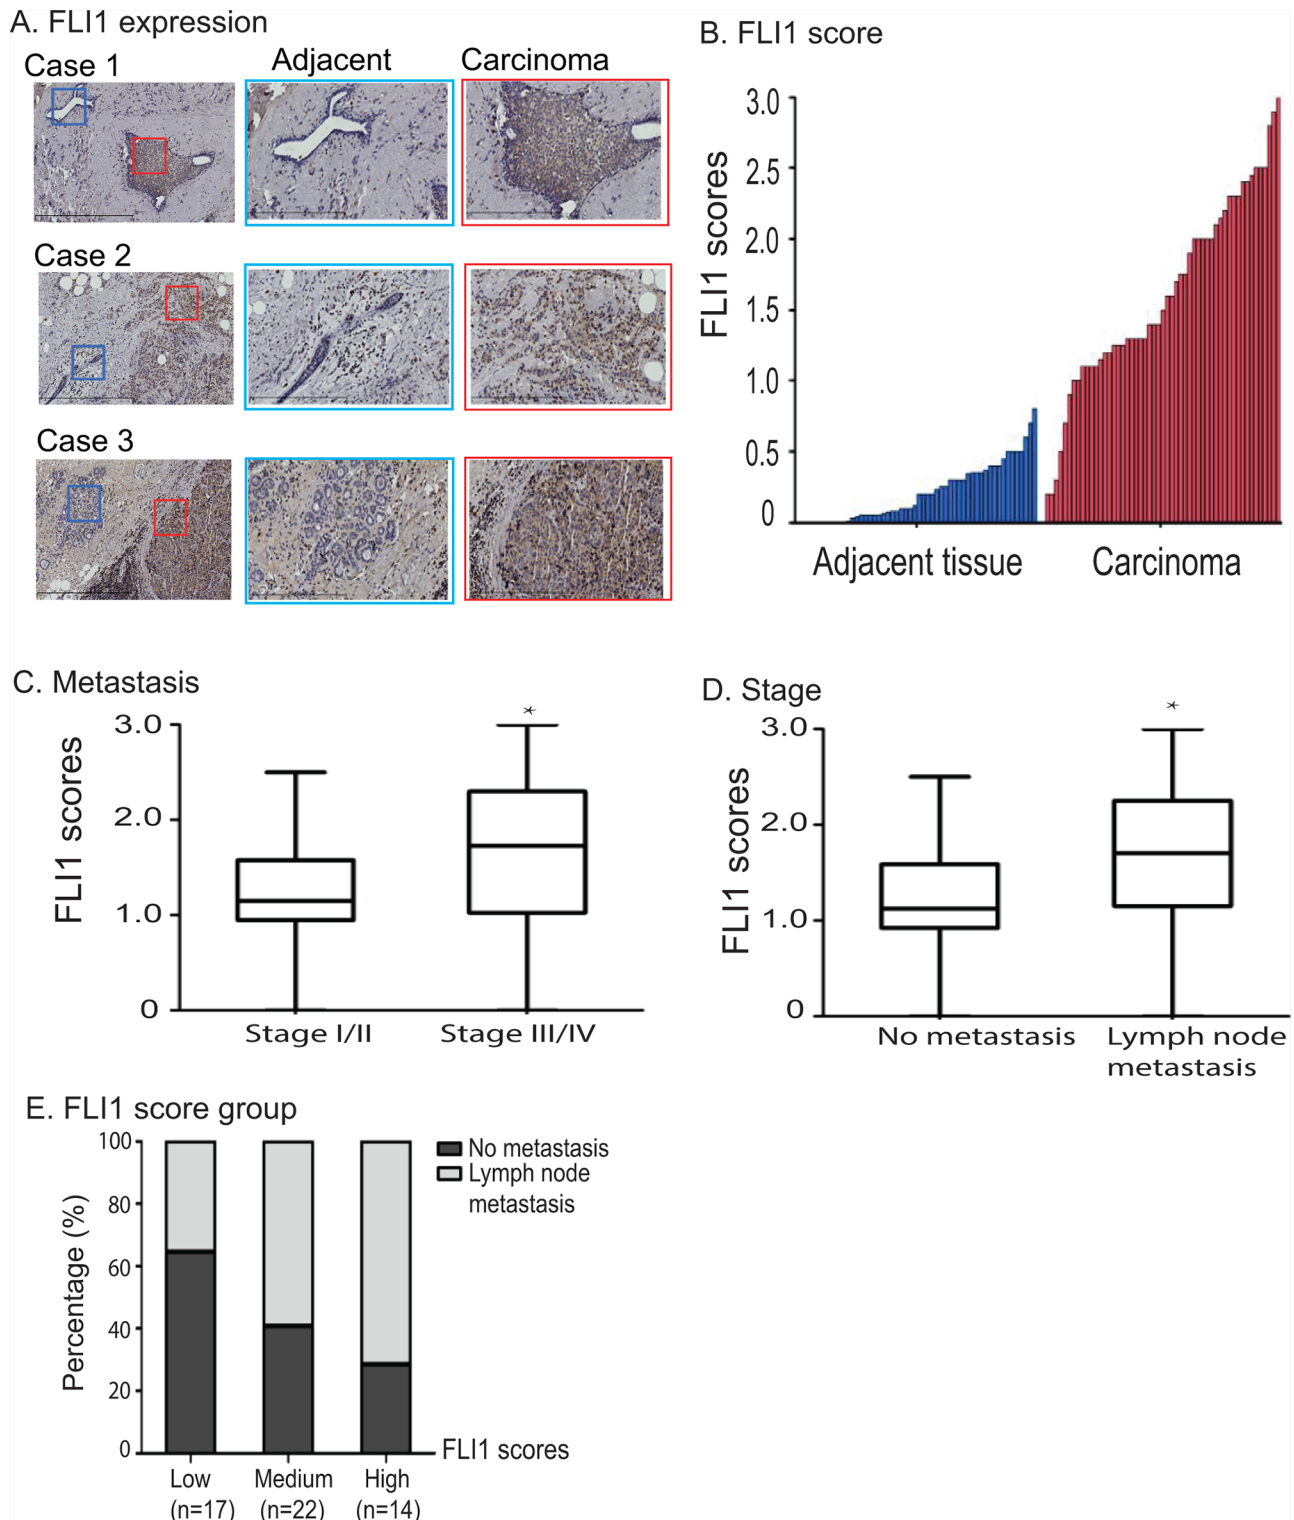 A. FLI1 expression
Case 1
Adjacent
Carcinoma
Case 2
Case 3
B. FLI1 score
FLI1 scores
3.0
2.5
2.0
1.5
1.0
0.5
0
Adjacent tissue
Carcinoma
C. Metastasis
FLI1 scores
3.0
2.0
1.0
0
*
Stage I/II
Stage III/IV
D. Stage
FLI1 scores
3.0
2.0
1.0
0
*
No metastasis
Lymph node
metastasis
E. FLI1 score group
Percentage (%)
100
80
60
40
20
0
No metastasis
Lymph node
metastasis
FLI1 scores
Low
(n=17)
Medium
(n=22)
High
(n=14)